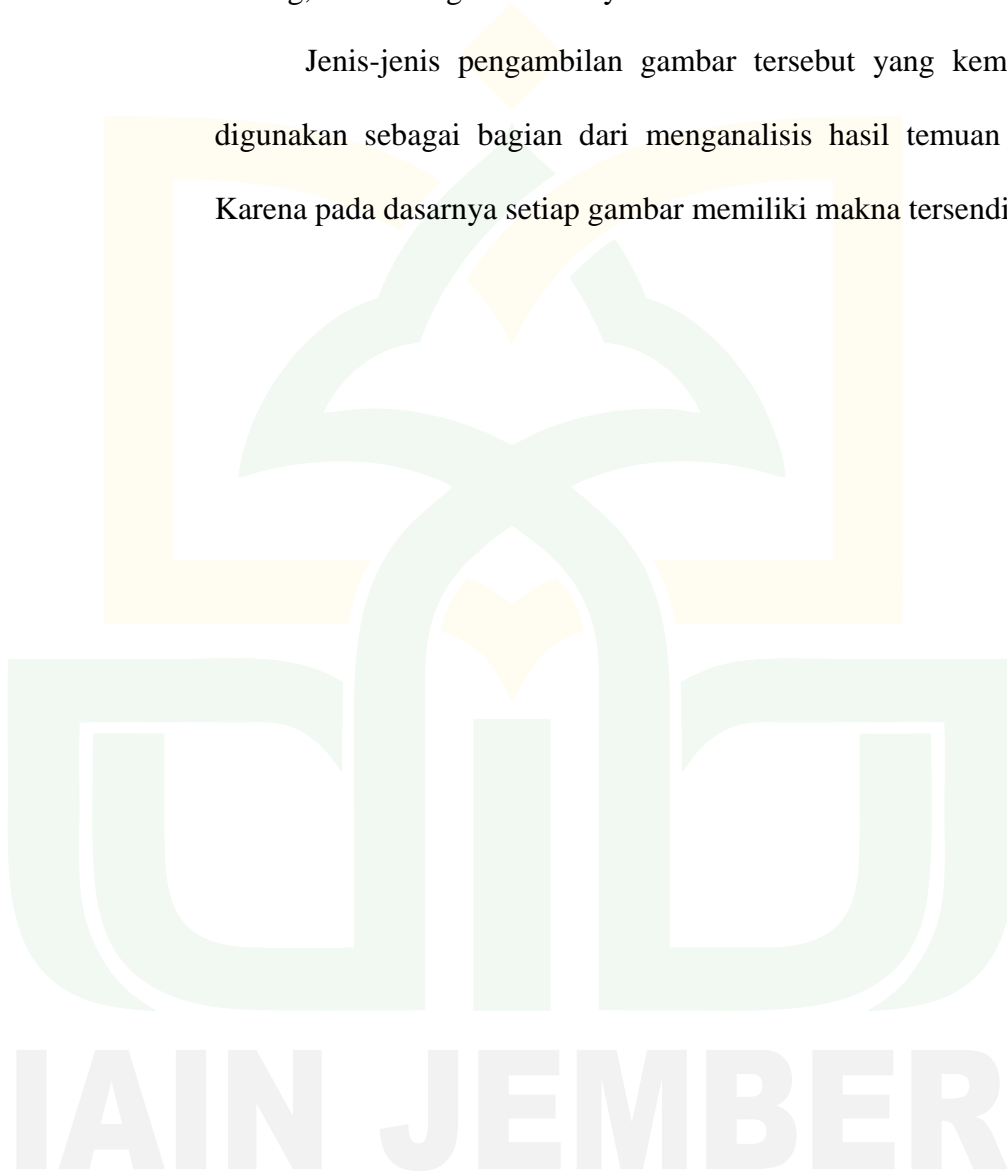 Jenis-jenis pengambilan gambar tersebut yang kem
digunakan sebagai bagian dari menganalisis hasil temuan
Karena pada dasarnya setiap gambar memiliki makna tersendi
IAIN JEMBER